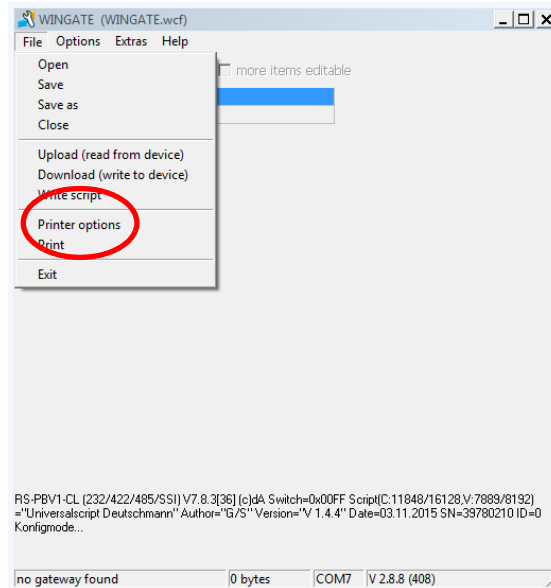 WINGATE (WINGATE.wcf)
File Options Extras Help
Open
Save
Save as
Close
more items editable
Upload (read from device)
Download (write to device)
Write script
Printer options
Print
Exit
RS-PBV1-CL (232/422/485/SSI) V7.8.3[36] (c)dA Switch=0x00FF Script(C:11848/16128,V:7889/8192)
="Universalscript Deutschmann" Author="G/S" Version="V 1.4.4" Date=03.11.2015 SN=39780210 ID=0
Konfigmode...
no gateway found 0 bytes COM7 V 2.8.8 (408)